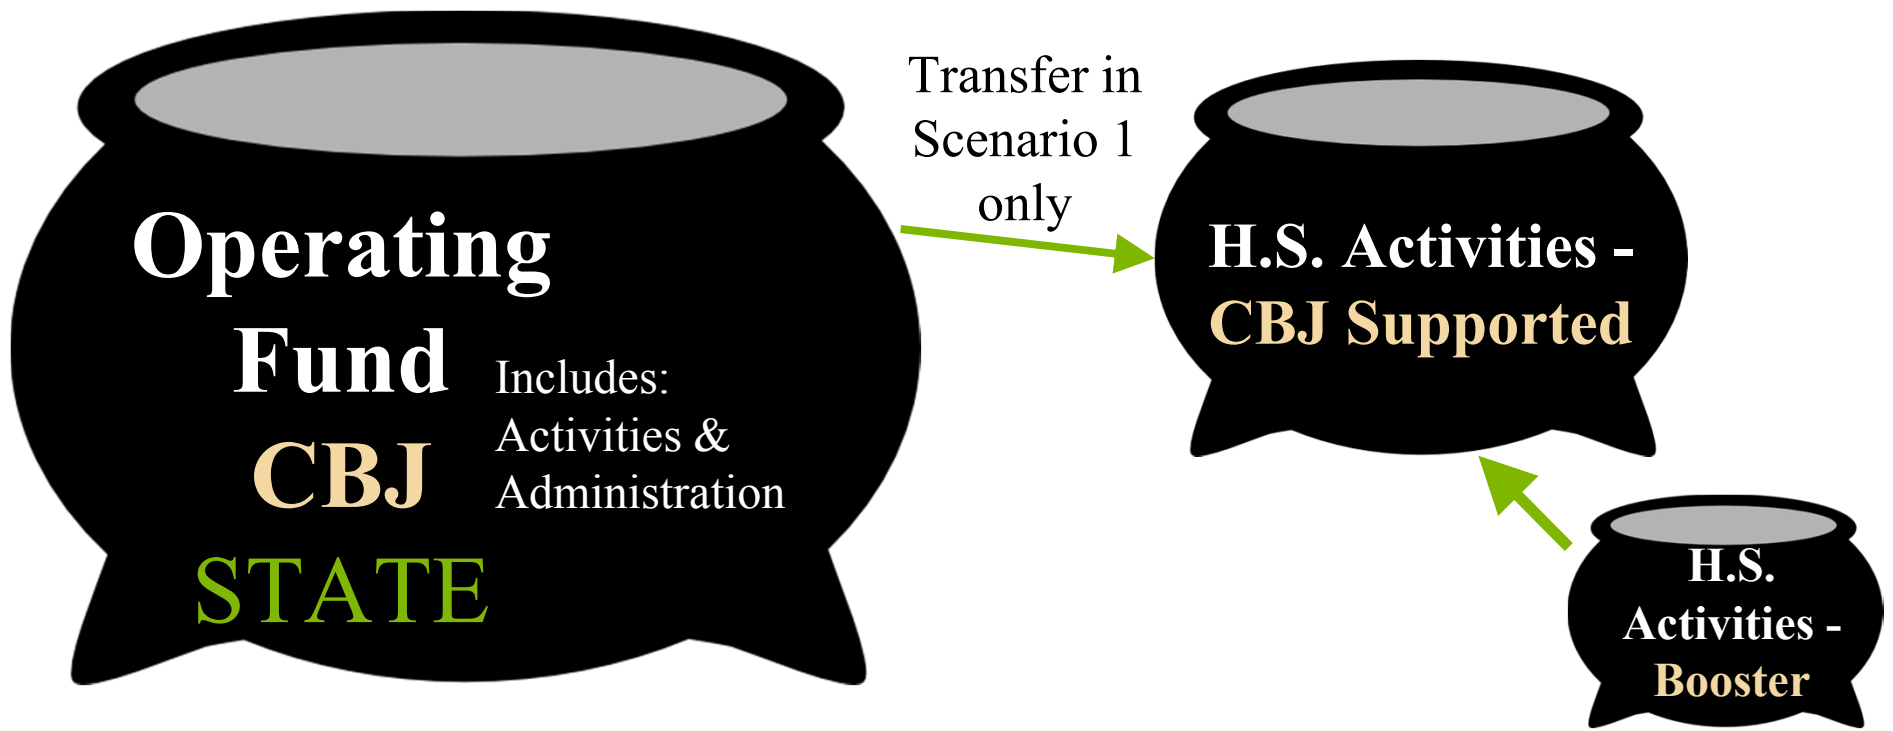 Operating
Fund
CBJ
STATE
Includes:
Activities &
Administration
Transfer in
Scenario 1
only
H.S. Activities -
CBJ Supported
H.S.
Activities -
Booster